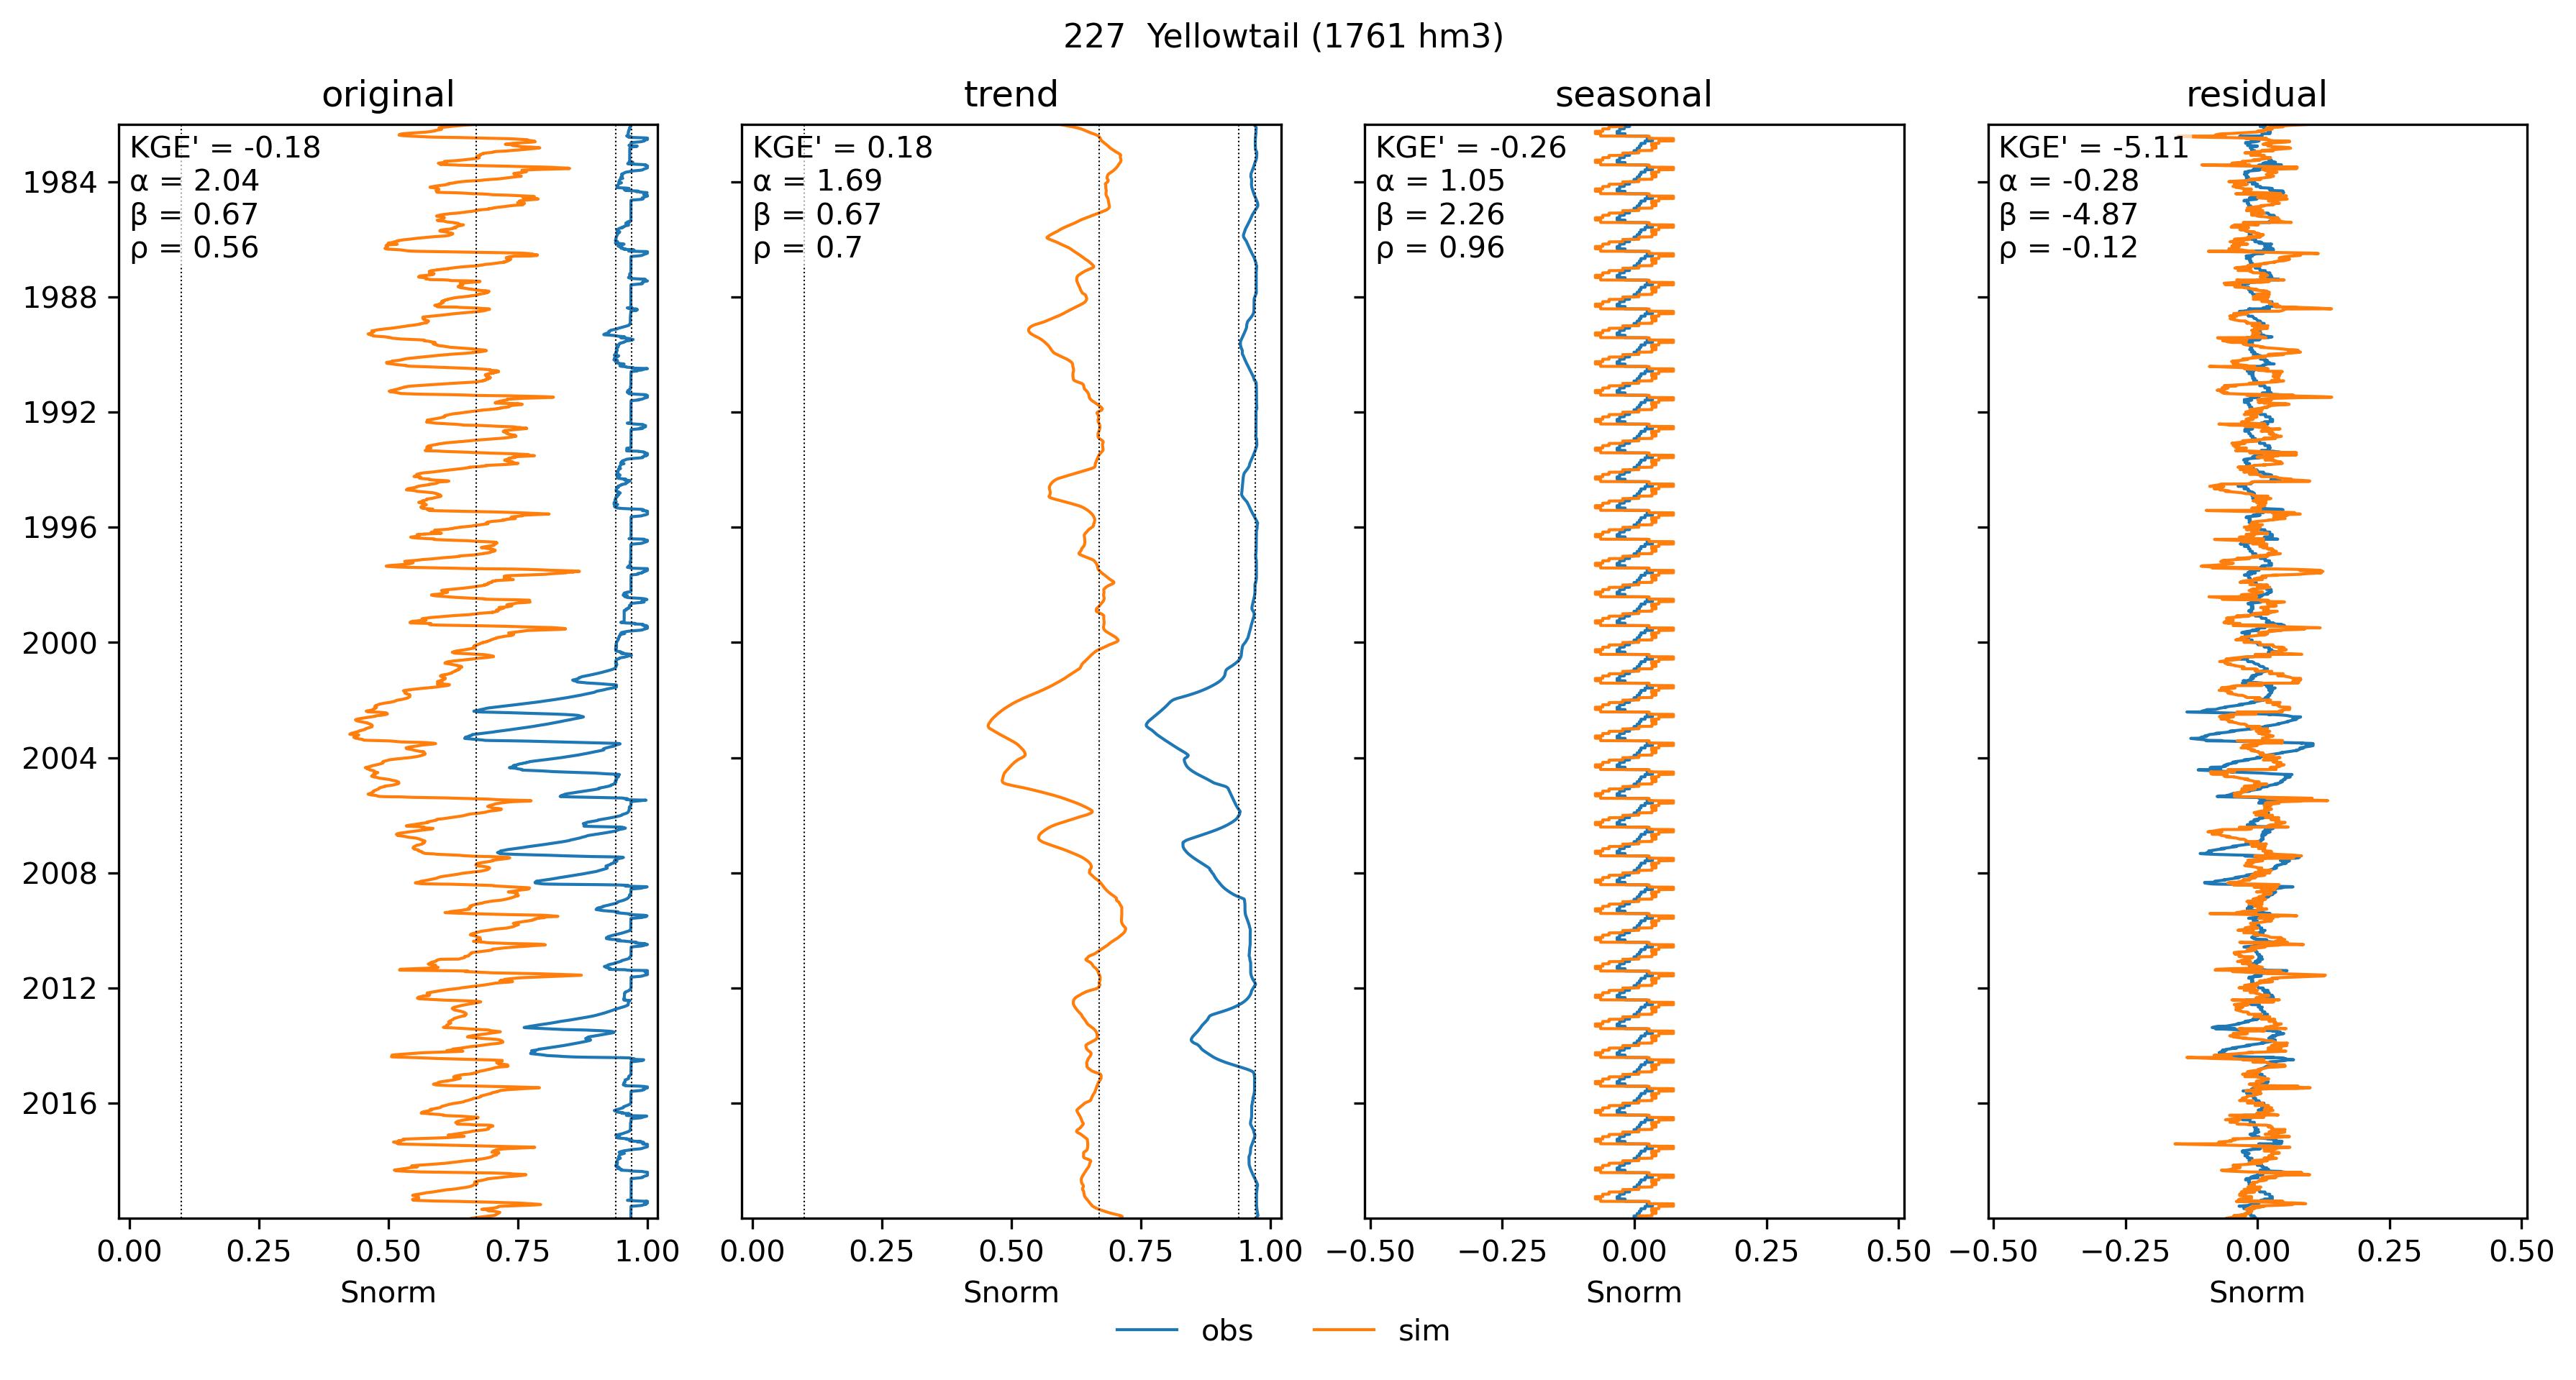 227  Yellowtail (1761 hm3)
original
KGE' = -0.18
α = 2.04
β = 0.67
ρ = 0.56
1984
1988
1992
1996
2000
2004
2008
2012
2016
0.00 0.25 0.50 0.75 1.00
Snorm
trend
KGE' = 0.18
α = 1.69
β = 0.67
ρ = 0.7
0.00 0.25 0.50 0.75 1.00
Snorm
seasonal
KGE' = -0.26
α = 1.05
β = 2.26
ρ = 0.96
−0.50 −0.25 0.00 0.25 0.50
Snorm
residual
KGE' = -5.11
α = -0.28
β = -4.87
ρ = -0.12
−0.50 −0.25 0.00 0.25 0.50
Snorm
obs sim